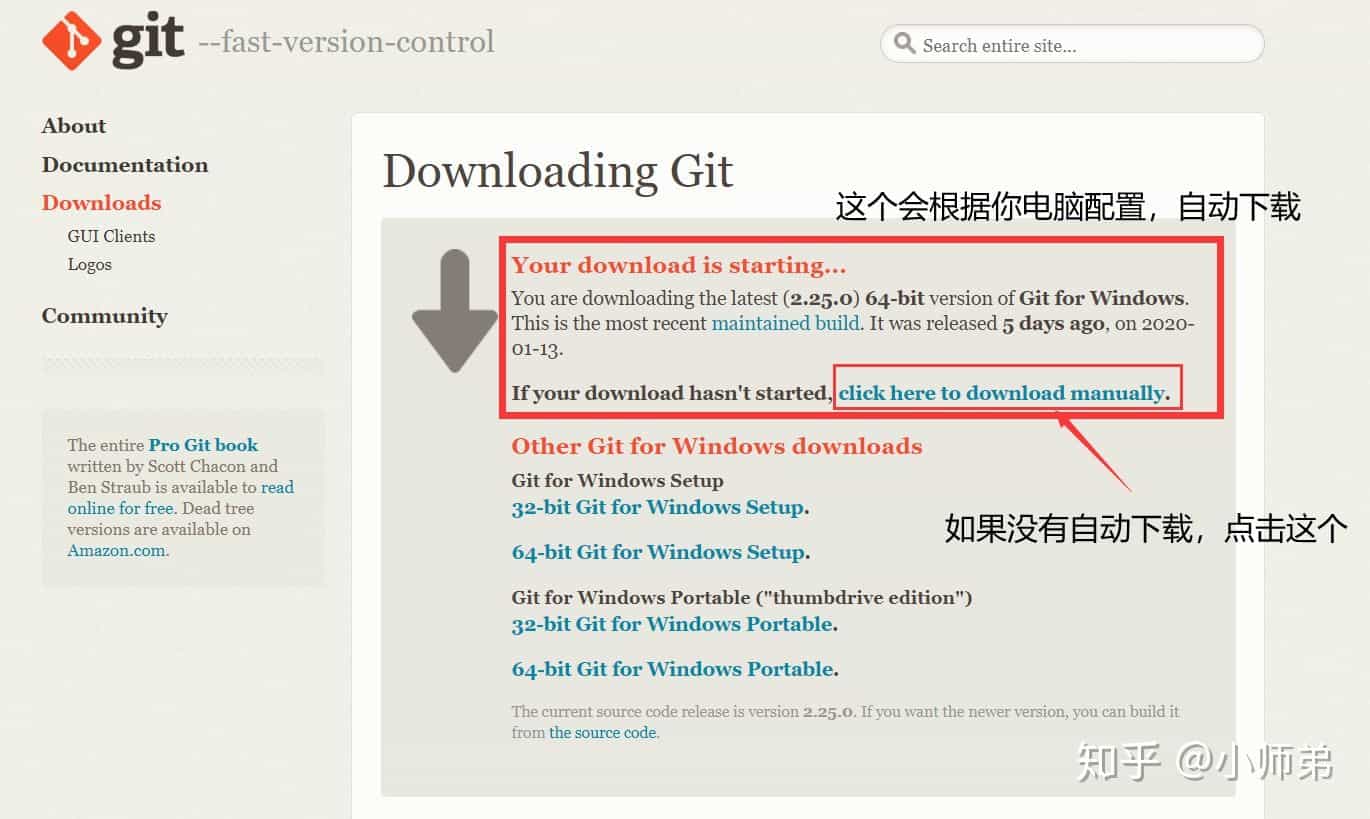 git --fast-version-control
Search entire site...
About
Documentation
Downloads
GUI Clients
Logos
Community
The entire Pro Git book
written by Scott Chacon and
Ben Straub is available to read
online for free. Dead tree
versions are available on
Amazon.com.
Downloading Git
这个会根据你电脑配置，自动下载
Your download is starting...
You are downloading the latest (2.25.0) 64-bit version of Git for Windows.
This is the most recent maintained build. It was released 5 days ago, on 2020-
01-13.
If your download hasn't started, click here to download manually.
Other Git for Windows downloads
Git for Windows Setup
32-bit Git for Windows Setup.
如果没有自动下载，点击这个
64-bit Git for Windows Setup.
Git for Windows Portable ("thumbdrive edition")
32-bit Git for Windows Portable.
64-bit Git for Windows Portable.
The current source code release is version 2.25.0. If you want the newer version, you can build it
from the source code.
知乎 @小师弟